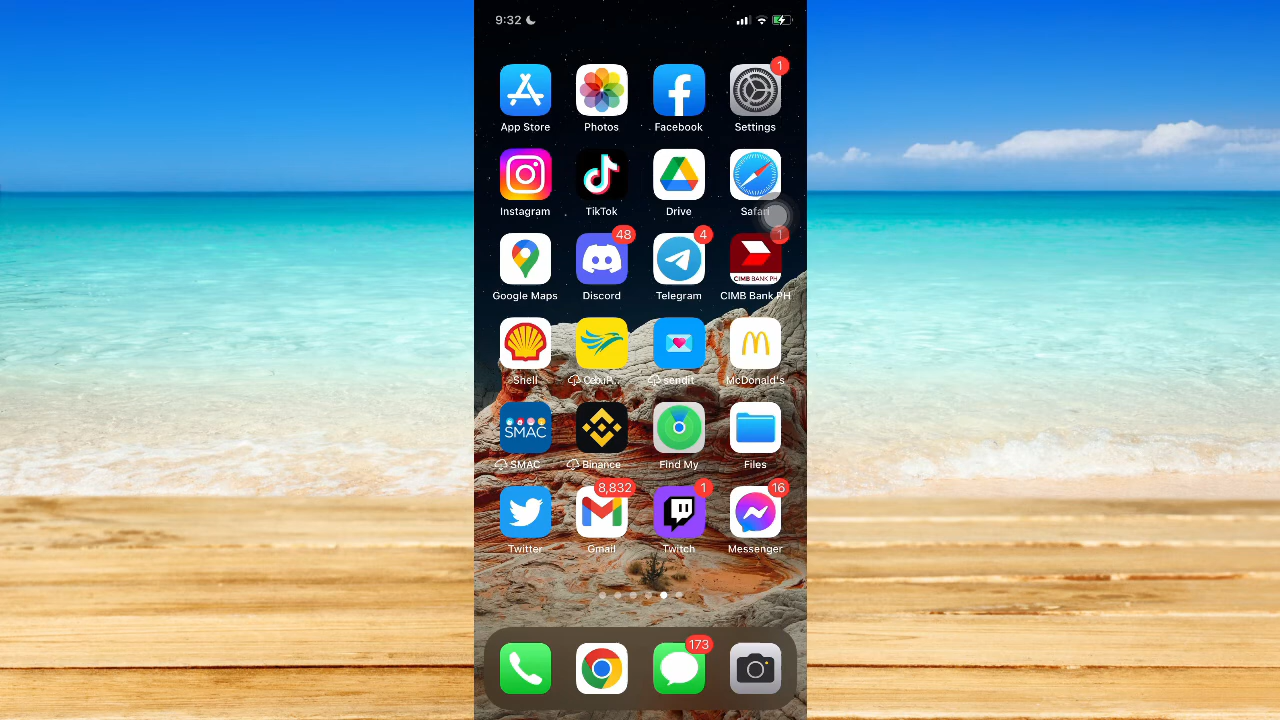 9:32
1
App Store Photos Facebook Settings
Instagram TikTok Drive Safari
48 4 1
CIMB BANK PH
Google Maps Discord Telegram CIMB Bank PH
Shell CebuP... sendit McDonald's
SMAC
SMAC Binance Find My Files
8,832 1 16
Twitter Gmail Twitch Messenger
173